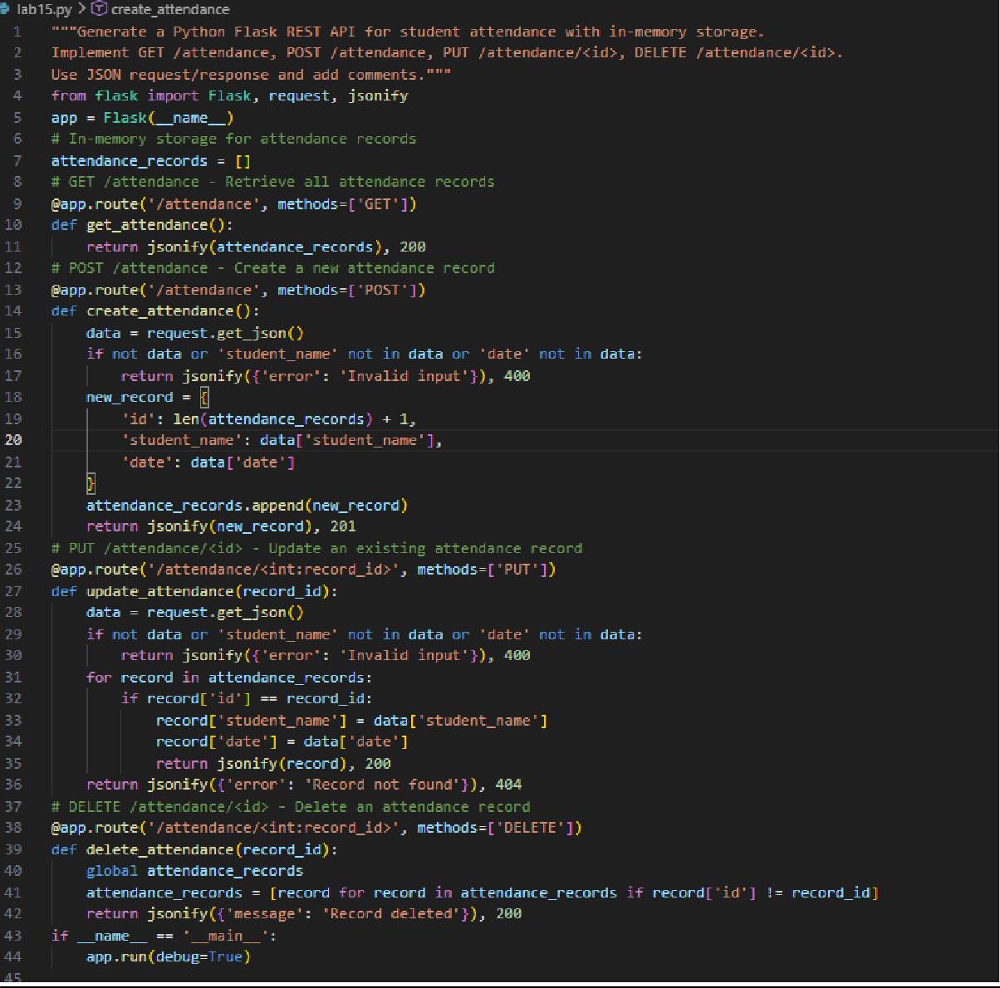 lab15.py > create_attendance
1 """Generate a Python Flask REST API for student attendance with in-memory storage.
2 Implement GET /attendance, POST /attendance, PUT /attendance/<id>, DELETE /attendance/<id>.
3 Use JSON request/response and add comments."""
4 from flask import Flask, request, jsonify
5 app = Flask(__name__)
6 # In-memory storage for attendance records
7 attendance_records = []
8 # GET /attendance - Retrieve all attendance records
9 @app.route('/attendance', methods=['GET'])
10 def get_attendance():
11     return jsonify(attendance_records), 200
12 # POST /attendance - Create a new attendance record
13 @app.route('/attendance', methods=['POST'])
14 def create_attendance():
15     data = request.get_json()
16     if not data or 'student_name' not in data or 'date' not in data:
17         return jsonify({'error': 'Invalid input'}), 400
18     new_record = {
19         'id': len(attendance_records) + 1,
20         'student_name': data['student_name'],
21         'date': data['date']
22     }
23     attendance_records.append(new_record)
24     return jsonify(new_record), 201
25 # PUT /attendance/<id> - Update an existing attendance record
26 @app.route('/attendance/<int:record_id>', methods=['PUT'])
27 def update_attendance(record_id):
28     data = request.get_json()
29     if not data or 'student_name' not in data or 'date' not in data:
30         return jsonify({'error': 'Invalid input'}), 400
31     for record in attendance_records:
32         if record['id'] == record_id:
33             record['student_name'] = data['student_name']
34             record['date'] = data['date']
35             return jsonify(record), 200
36     return jsonify({'error': 'Record not found'}), 404
37 # DELETE /attendance/<id> - Delete an attendance record
38 @app.route('/attendance/<int:record_id>', methods=['DELETE'])
39 def delete_attendance(record_id):
40     global attendance_records
41     attendance_records = [record for record in attendance_records if record['id'] != record_id]
42     return jsonify({'message': 'Record deleted'}), 200
43 if __name__ == '__main__':
44     app.run(debug=True)
45